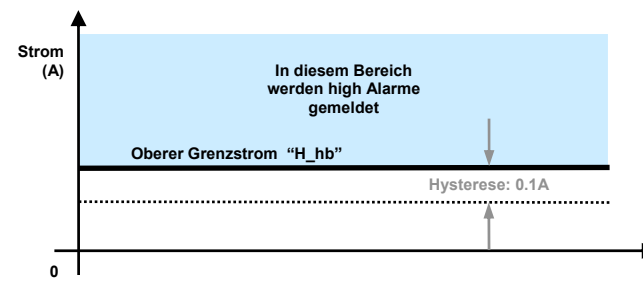 Strom
(A)
In diesem Bereich
werden high Alarme
gemeldet
Oberer Grenzstrom "H_hb"
Hysterese: 0.1A
0